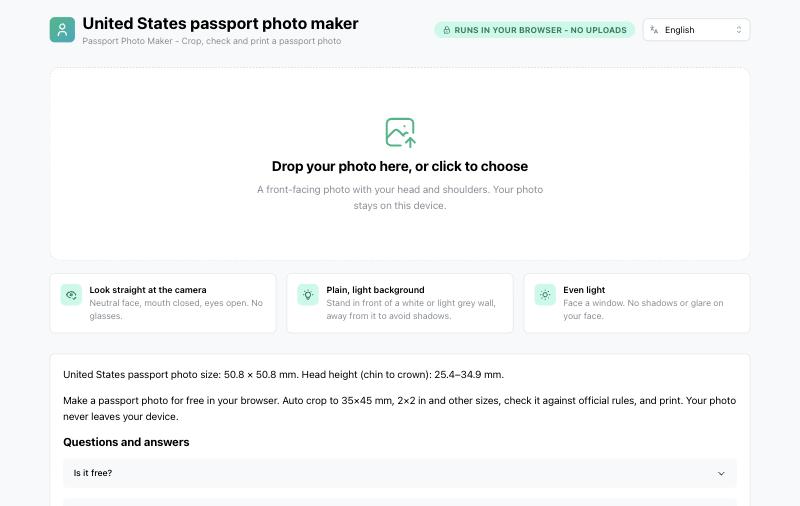 United States passport photo maker
Passport Photo Maker - Crop, check and print a passport photo
RUNS IN YOUR BROWSER - NO UPLOADS
English
Drop your photo here, or click to choose
A front-facing photo with your head and shoulders. Your photo
stays on this device.
Look straight at the camera
Neutral face, mouth closed, eyes open. No
glasses.
Plain, light background
Stand in front of a white or light grey wall,
away from it to avoid shadows.
Even light
Face a window. No shadows or glare on
your face.
United States passport photo size: 50.8 × 50.8 mm. Head height (chin to crown): 25.4–34.9 mm.
Make a passport photo for free in your browser. Auto crop to 35×45 mm, 2×2 in and other sizes, check it against official rules, and print. Your photo
never leaves your device.
Questions and answers
Is it free?